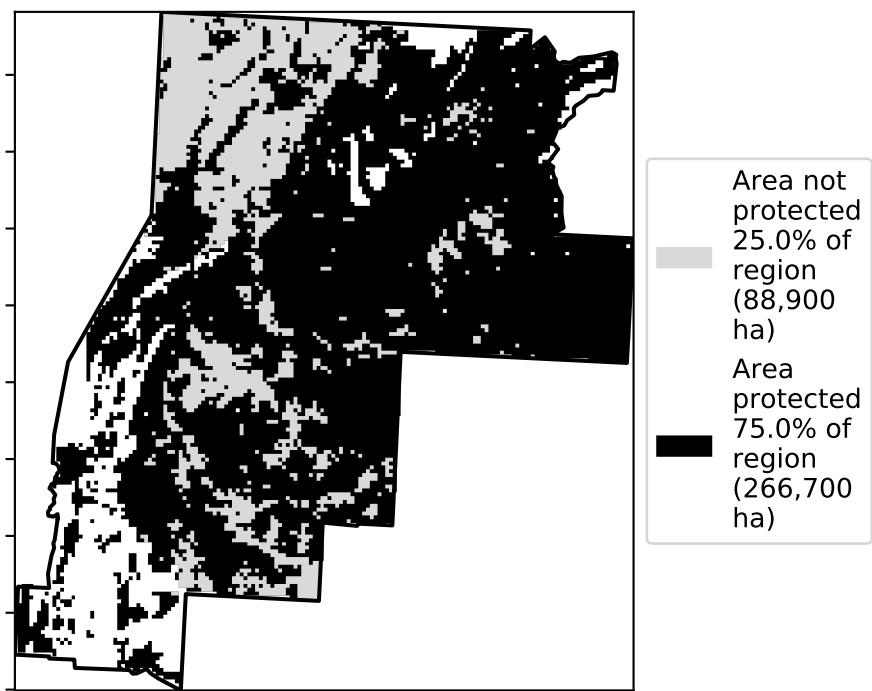 Area not
protected
25.0% of
region
(88,900
ha)
Area
protected
75.0% of
region
(266,700
ha)